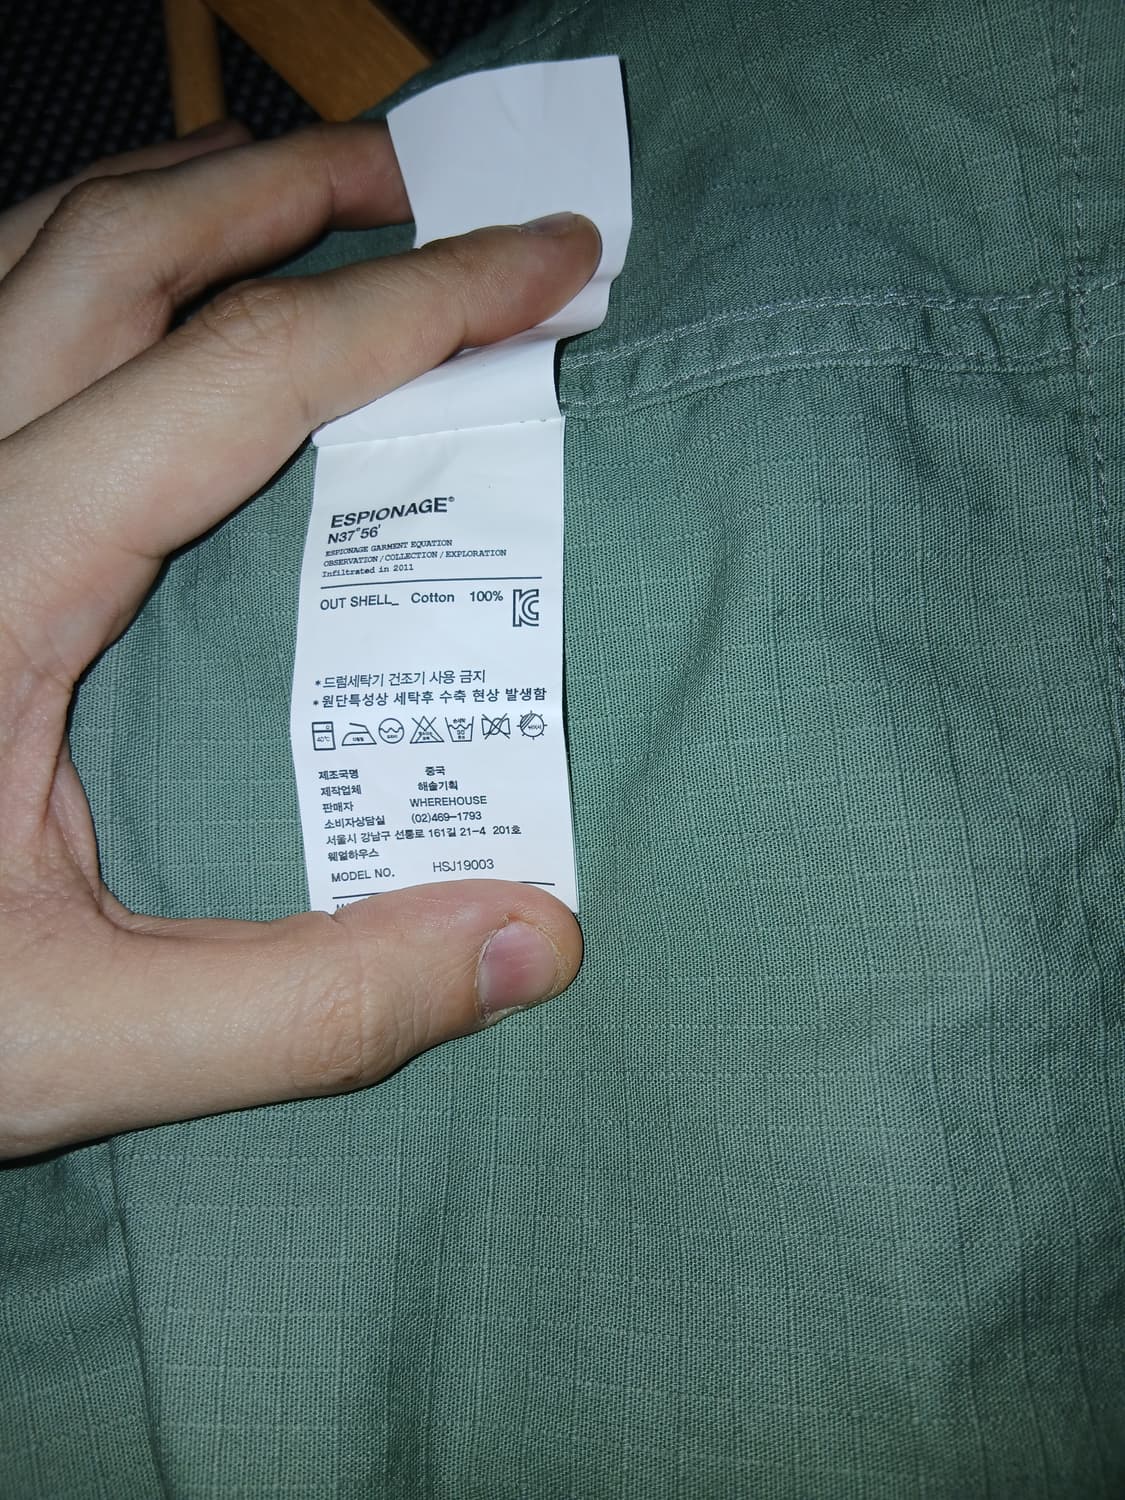 ESPIONAGE®
N37°56'
ESPIONAGE GARMENT EQUATION
OBSERVATION/COLLECTION/EXPLORATION
Infiltrated in 2011
OUT SHELL_ Cotton 100%
*드럼세탁기 건조기 사용 금지
*원단특성상 세탁후 수축 현상 발생함
40℃
제조국명 중국
제작업체 해솔기획
판매자 WHEREHOUSE
소비자상담실 (02)469-1793
서울시 강남구 선릉로 161길 21-4 201호
웨얼하우스
MODEL NO. HSJ19003